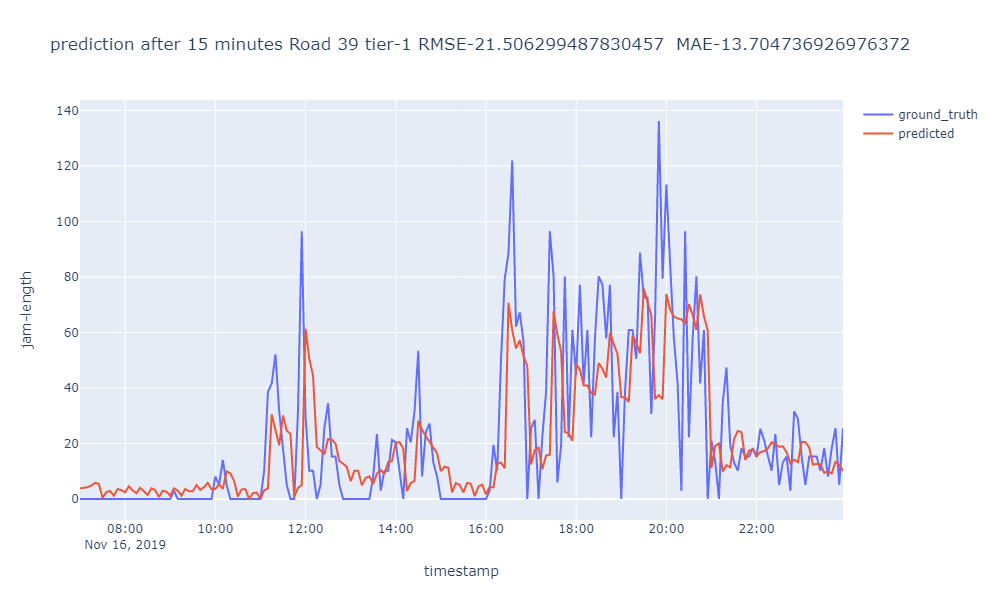 prediction after 15 minutes Road 39 tier-1 RMSE-21.506299487830457  MAE-13.704736926976372
ground_truth
predicted
140
120
100
80
60
40
20
0
jam-length
08:00 10:00 12:00 14:00 16:00 18:00 20:00 22:00
Nov 16, 2019
timestamp